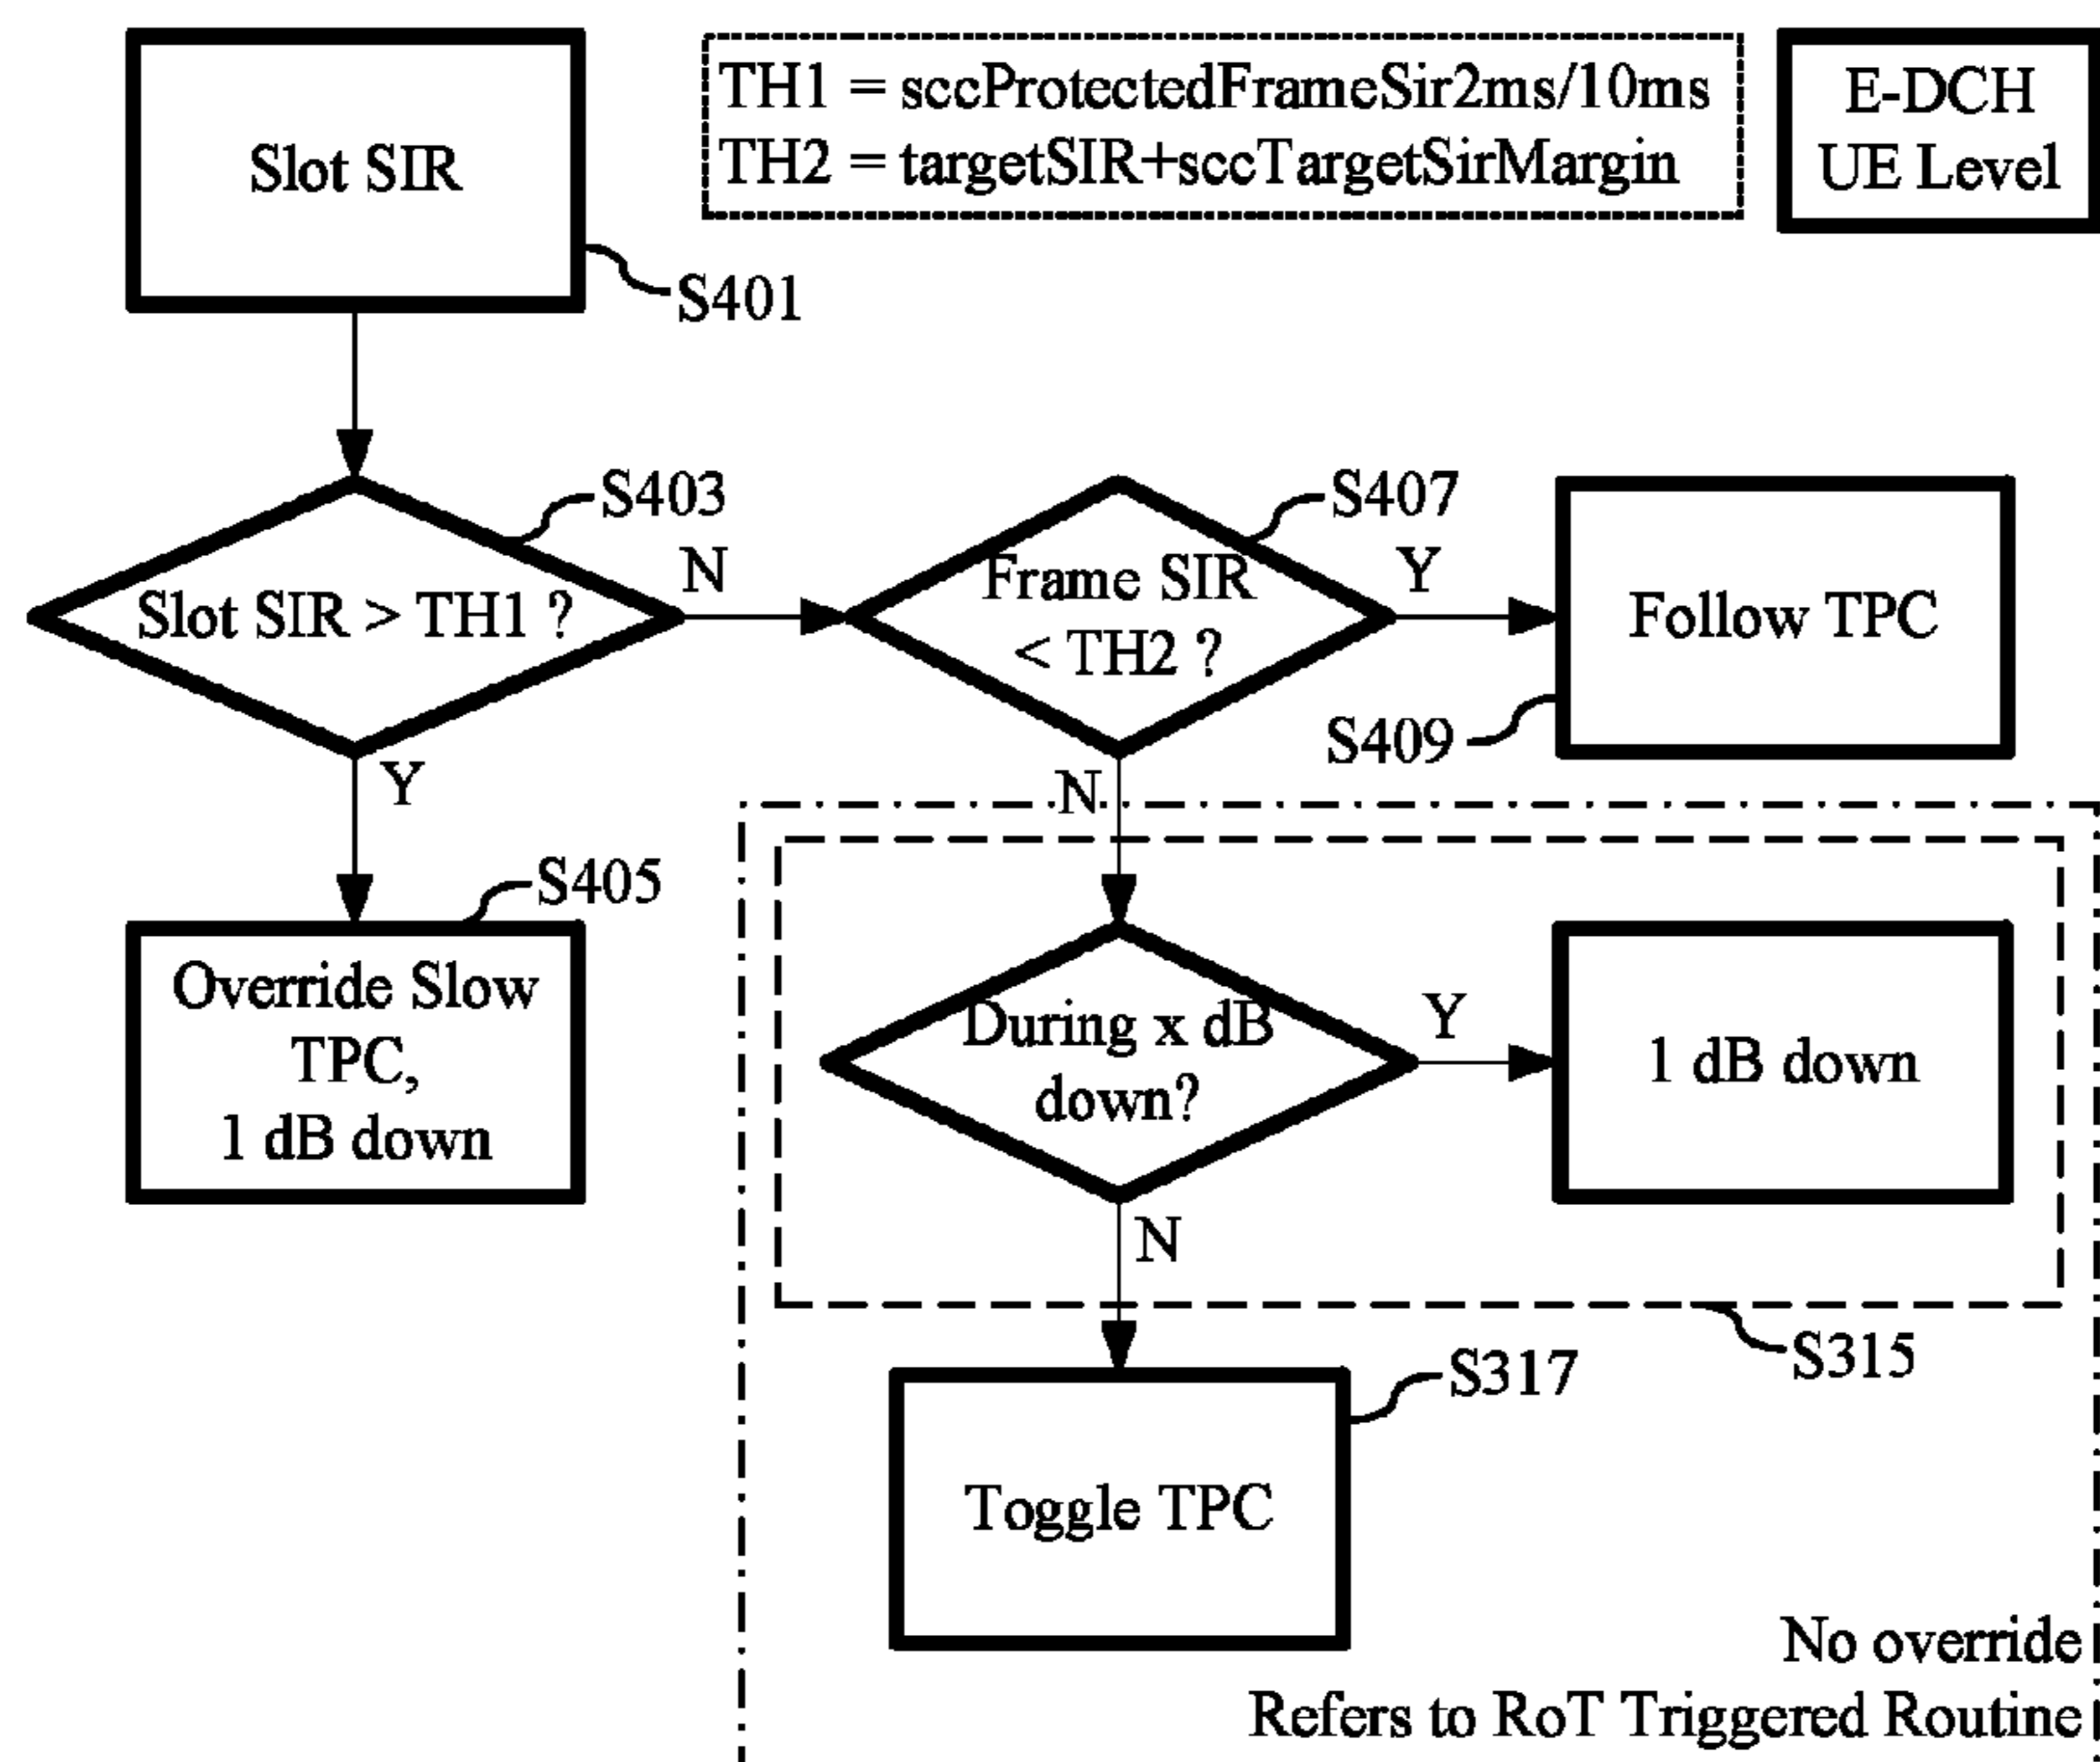 Slot SIR
S401
TH1 = sccProtectedFrameSir2ms/10ms
TH2 = targetSIR+sccTargetSirMargin
E-DCH
UE Level
S403
Slot SIR > TH1 ?
N
Y
S407
Frame SIR
< TH2 ?
Y
N
Follow TPC
S409
S405
Override Slow
TPC,
1 dB down
During x dB
down?
Y
1 dB down
N
S315
S317
Toggle TPC
No override
Refers to RoT Triggered Routine